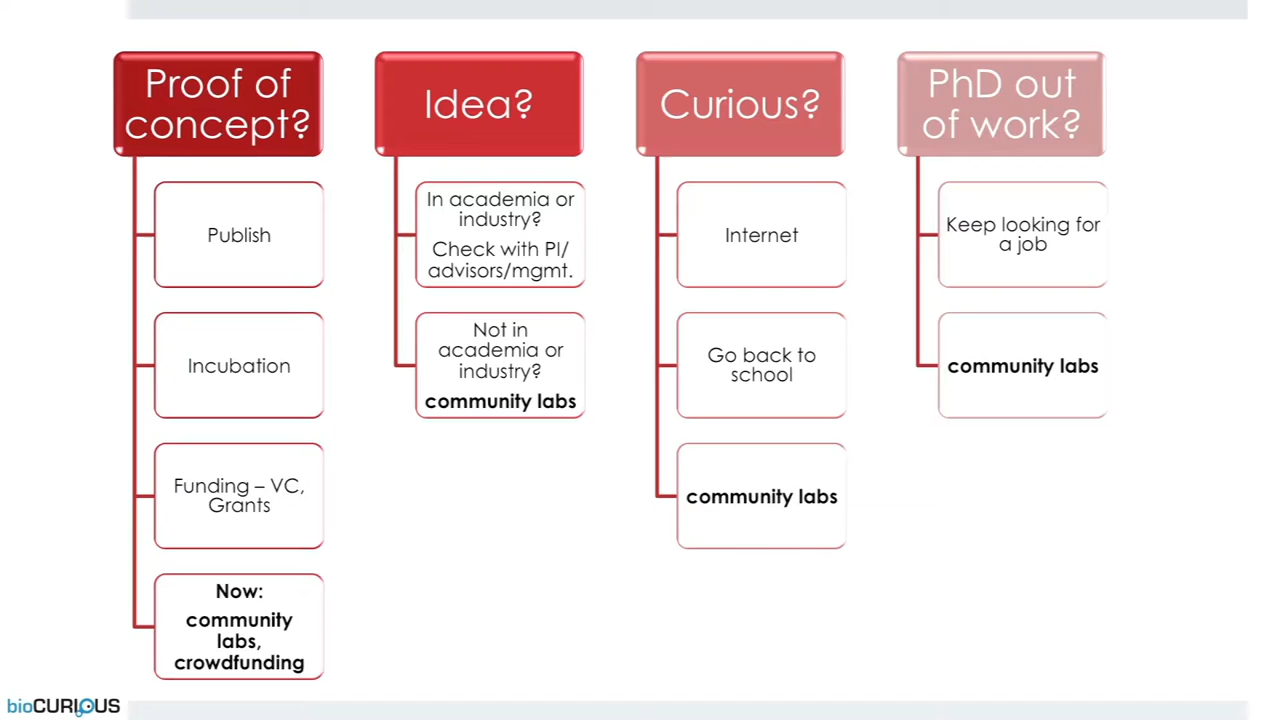 Proof of
concept?
Publish
Incubation
Funding – VC,
Grants
Now:
community
labs,
crowdfunding
Idea?
In academia or
industry?
Check with PI/
advisors/mgmt.
Not in
academia or
industry?
community labs
Curious?
Internet
Go back to
school
community labs
PhD out
of work?
Keep looking for
a job
community labs
bioCURIOUS